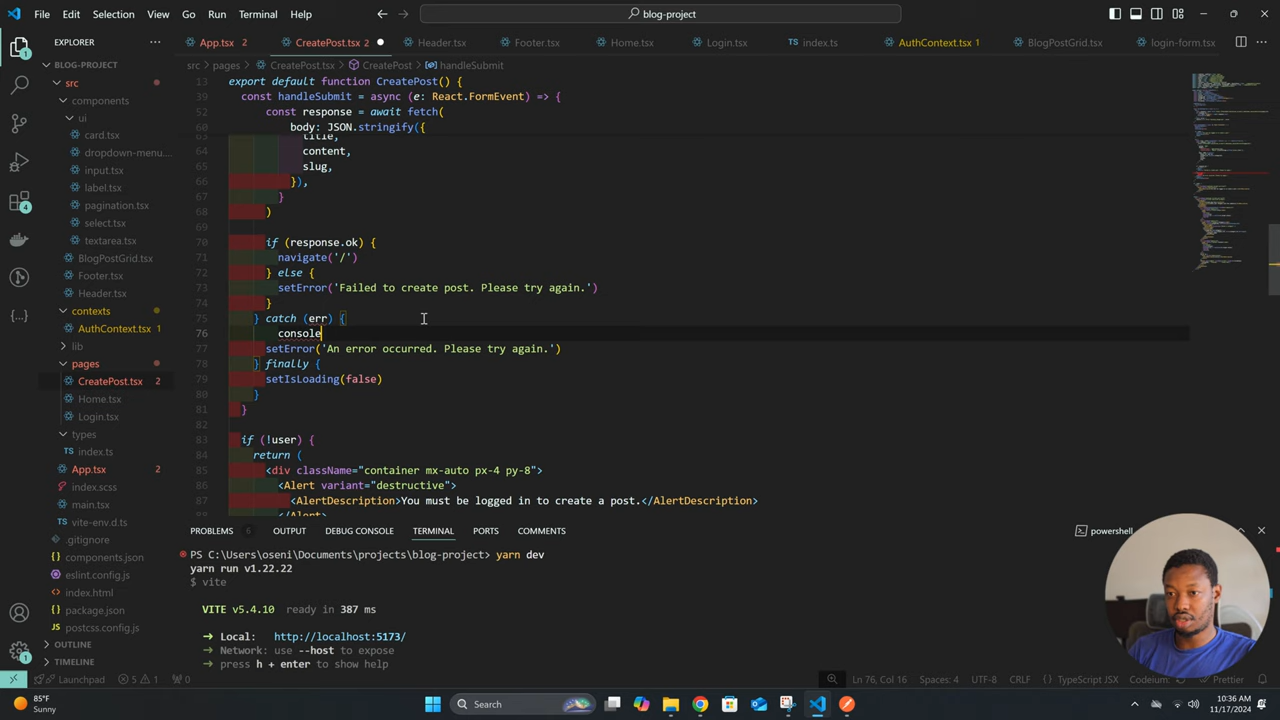 File Edit Selection View Go Run Terminal Help
blog-project
EXPLORER
App.tsx 2
CreatePost.tsx 2
Header.tsx
Footer.tsx
Home.tsx
Login.tsx
index.ts
AuthContext.tsx 1
BlogPostGrid.tsx
login-form.tsx
src > pages > CreatePost.tsx > CreatePost > handleSubmit
BLOG-PROJECT
src
components
ui
card.tsx
dropdown-menu....
input.tsx
label.tsx
pagination.tsx
select.tsx
textarea.tsx
BlogPostGrid.tsx
Footer.tsx
Header.tsx
contexts
AuthContext.tsx 1
lib
pages
CreatePost.tsx 2
Home.tsx
Login.tsx
types
index.ts
App.tsx 2
index.scss
main.tsx
vite-env.d.ts
.gitignore
components.json
eslint.config.js
index.html
package.json
postcss.config.js
OUTLINE
TIMELINE
1
4
1
13 export default function CreatePost() {
39 const handleSubmit = async (e: React.FormEvent) => {
52 const response = await fetch(
60 body: JSON.stringify({
63 title,
64 content,
65 slug,
66 }),
67 }
68 )
69
70 if (response.ok) {
71 navigate('/')
72 } else {
73 setError('Failed to create post. Please try again.')
74 }
75 } catch (err) {
76 console
77 setError('An error occurred. Please try again.')
78 } finally {
79 setIsLoading(false)
80 }
81 }
82
83 if (!user) {
84 return (
85 <div className="container mx-auto px-4 py-8">
86 <Alert variant="destructive">
87 <AlertDescription>You must be logged in to create a post.</AlertDescription>
88 </Alert>
PROBLEMS 6 OUTPUT DEBUG CONSOLE TERMINAL PORTS COMMENTS
powershell
PS C:\Users\oseni\Documents\projects\blog-project> yarn dev
yarn run v1.22.22
$ vite
VITE v5.4.10 ready in 387 ms
➜ Local: http://localhost:5173/
➜ Network: use --host to expose
➜ press h + enter to show help
Launchpad 5 1 0
Ln 76, Col 16 Spaces: 4 UTF-8 CRLF TypeScript JSX Codeium: Prettier
85°F
Sunny
Search
10:36 AM
11/17/2024